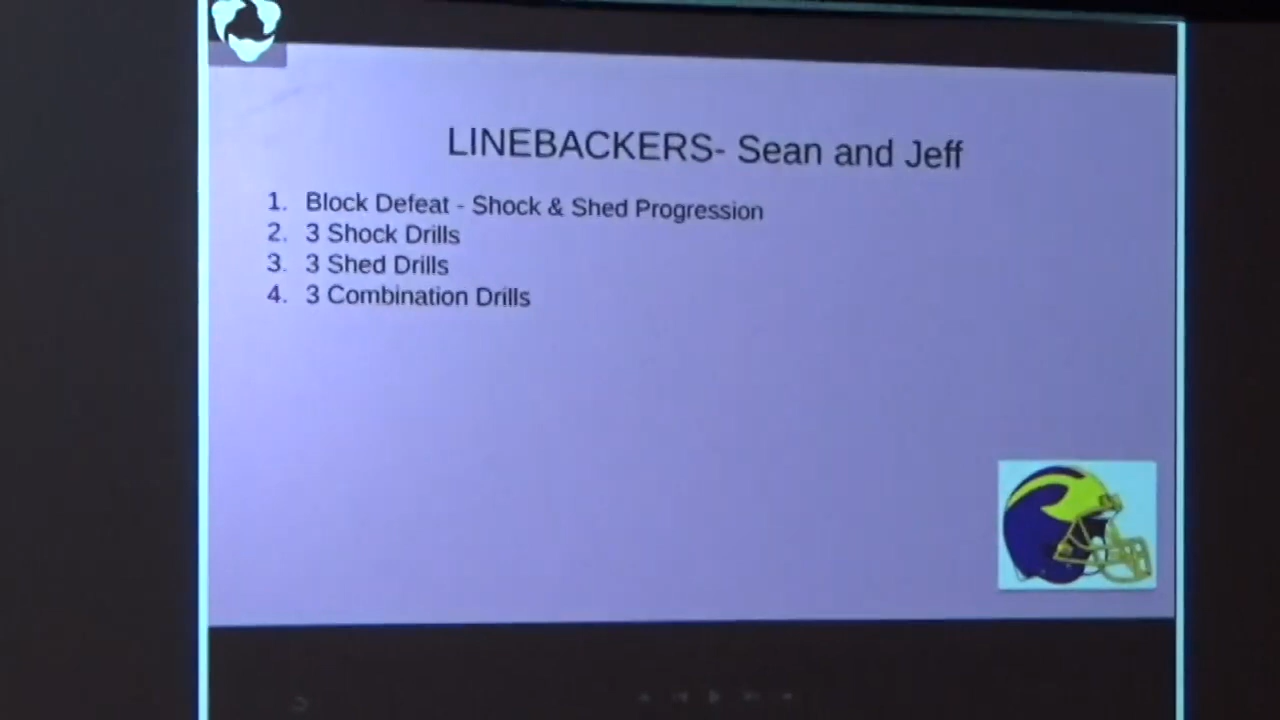 LINEBACKERS- Sean and Jeff
1. Block Defeat - Shock & Shed Progression
2. 3 Shock Drills
3. 3 Shed Drills
4. 3 Combination Drills